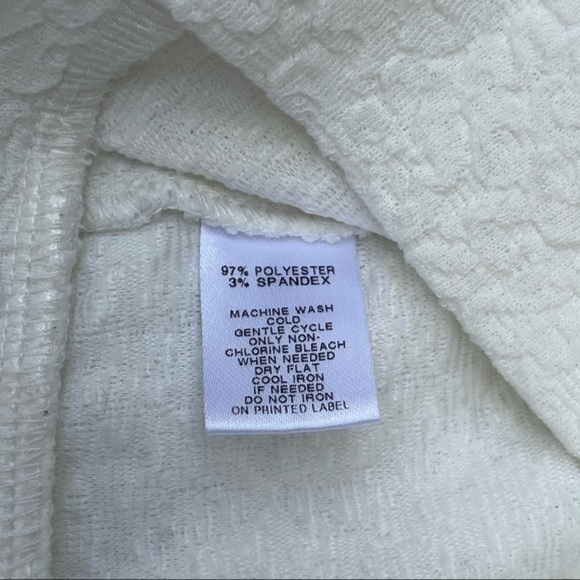 97% POLYESTER
3% SPANDEX
MACHINE WASH
COLD
GENTLE CYCLE
ONLY NON-
CHLORINE BLEACH
WHEN NEEDED
DRY FLAT
COOL IRON
IF NEEDED
DO NOT IRON
ON PRINTED LABEL